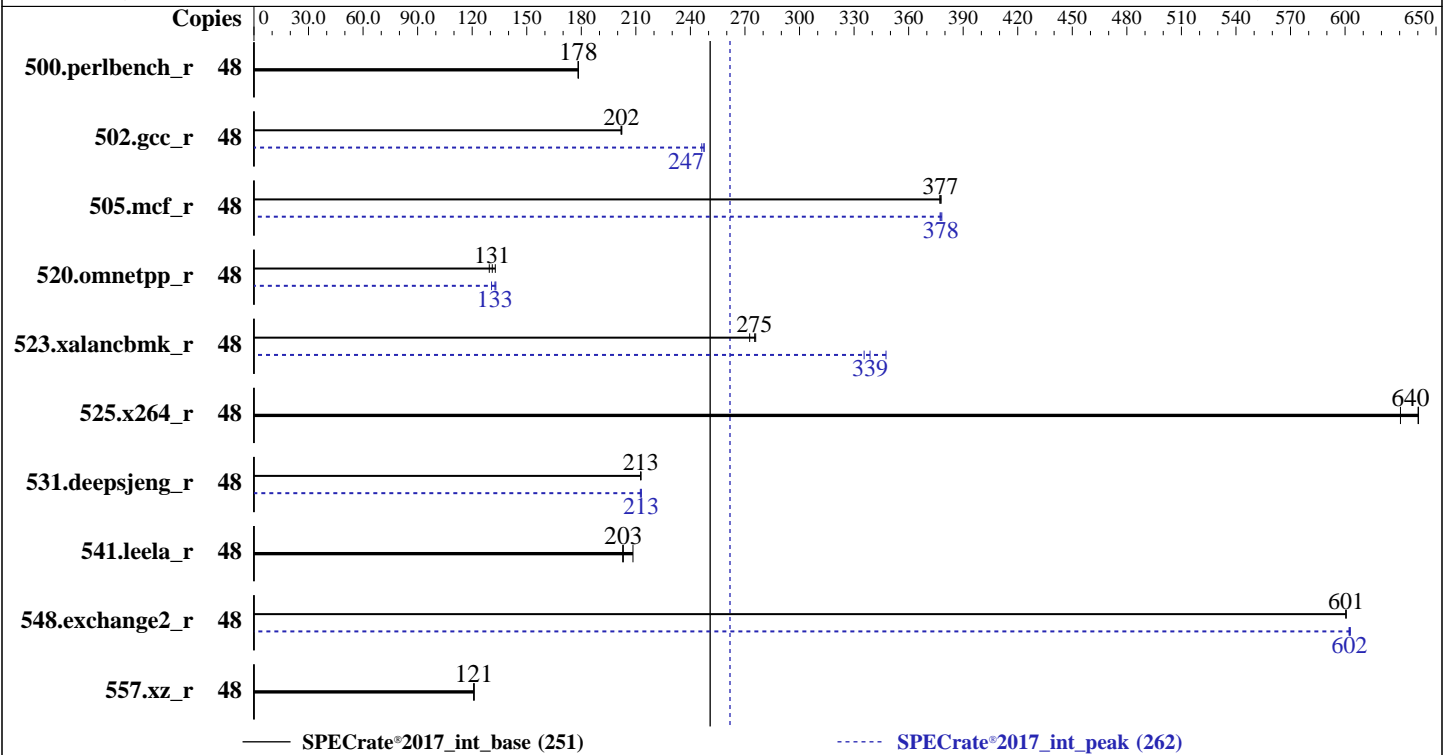 Copies 0 30.0 60.0 90.0 120 150 180 210 240 270 300 330 360 390 420 450 480 510 540 570 600 650
500.perlbench_r 48 178
502.gcc_r 48 202
247
505.mcf_r 48 377
378
520.omnetpp_r 48 131
133
523.xalancbmk_r 48 275
339
525.x264_r 48 640
531.deepsjeng_r 48 213
213
541.leela_r 48 203
548.exchange2_r 48 601
602
557.xz_r 48 121
SPECrate®2017_int_base (251) SPECrate®2017_int_peak (262)